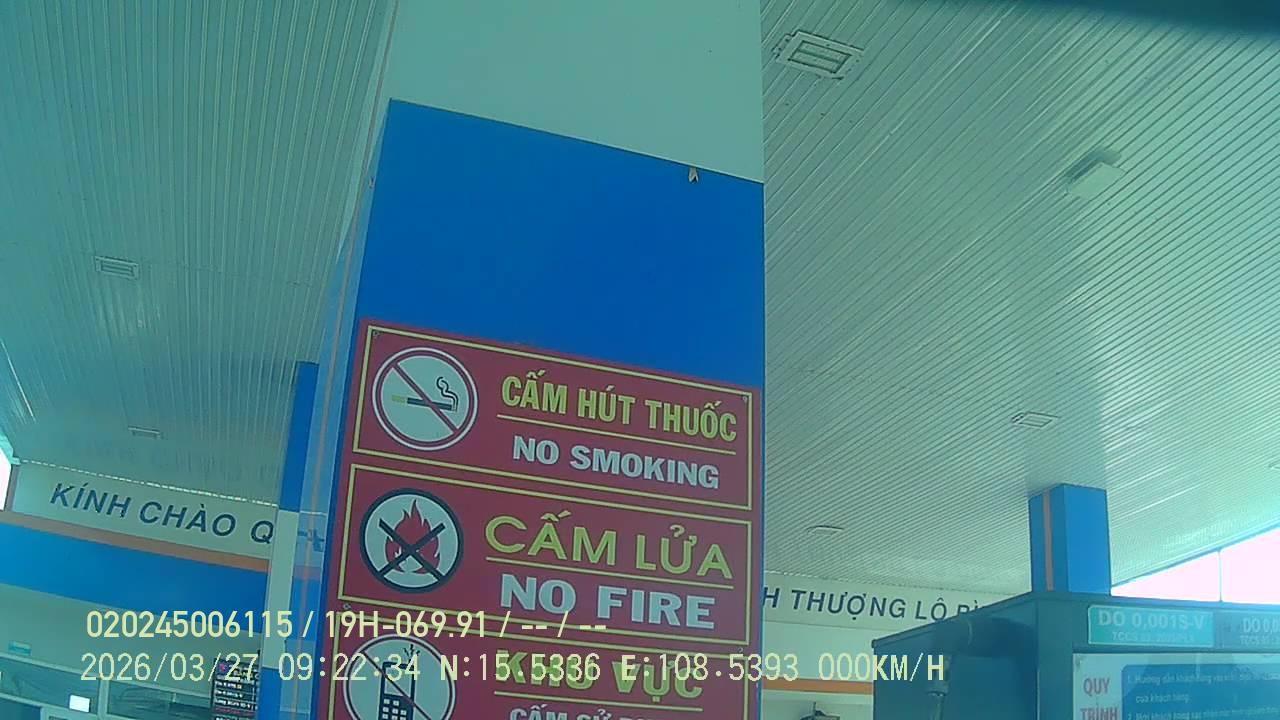 CẤM HÚT THUỐC
NO SMOKING
CẤM LỬA
NO FIRE
KHU VỰC
KÍNH CHÀO
THƯỢNG LỘ
DO 0,001S-V
QUY
TRÌNH
020245006115 / 19H-069.91 / -- / --
2026/03/27 09:22:34 N:15.5336 E:108.5393 000KM/H